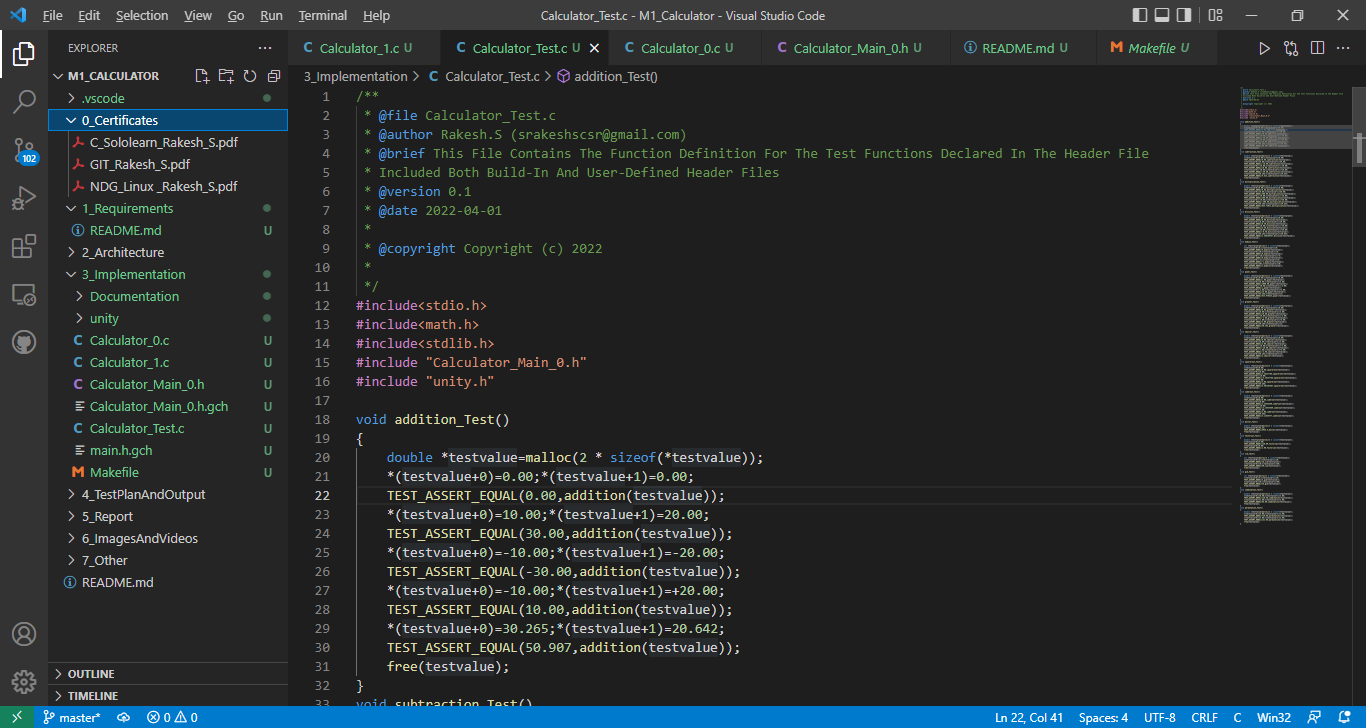 File Edit Selection View Go Run Terminal Help
Calculator_Test.c - M1_Calculator - Visual Studio Code
EXPLORER
M1_CALCULATOR
.vscode
0_Certificates
C_Sololearn_Rakesh_S.pdf
GIT_Rakesh_S.pdf
NDG_Linux _Rakesh_S.pdf
1_Requirements
README.md U
2_Architecture
3_Implementation
Documentation
unity
C Calculator_0.c U
C Calculator_1.c U
C Calculator_Main_0.h U
Calculator_Main_0.h.gch U
C Calculator_Test.c U
main.h.gch U
M Makefile U
4_TestPlanAndOutput
5_Report
6_ImagesAndVideos
7_Other
README.md
OUTLINE
TIMELINE
102
C Calculator_1.c U
C Calculator_Test.c U
C Calculator_0.c U
C Calculator_Main_0.h U
README.md U
M Makefile U
3_Implementation > C Calculator_Test.c > addition_Test()
1 /**
2 * @file Calculator_Test.c
3 * @author Rakesh.S (srakeshscsr@gmail.com)
4 * @brief This File Contains The Function Definition For The Test Functions Declared In The Header File
5 * Included Both Build-In And User-Defined Header Files
6 * @version 0.1
7 * @date 2022-04-01
8 *
9 * @copyright Copyright (c) 2022
10 *
11 */
12 #include<stdio.h>
13 #include<math.h>
14 #include<stdlib.h>
15 #include "Calculator_Main_0.h"
16 #include "unity.h"
17
18 void addition_Test()
19 {
20 double *testvalue=malloc(2 * sizeof(*testvalue));
21 *(testvalue+0)=0.00;*(testvalue+1)=0.00;
22 TEST_ASSERT_EQUAL(0.00,addition(testvalue));
23 *(testvalue+0)=10.00;*(testvalue+1)=20.00;
24 TEST_ASSERT_EQUAL(30.00,addition(testvalue));
25 *(testvalue+0)=-10.00;*(testvalue+1)=-20.00;
26 TEST_ASSERT_EQUAL(-30.00,addition(testvalue));
27 *(testvalue+0)=-10.00;*(testvalue+1)=+20.00;
28 TEST_ASSERT_EQUAL(10.00,addition(testvalue));
29 *(testvalue+0)=30.265;*(testvalue+1)=20.642;
30 TEST_ASSERT_EQUAL(50.907,addition(testvalue));
31 free(testvalue);
32 }
33 void subtraction_Test()
master* 0 0 Ln 22, Col 41 Spaces: 4 UTF-8 CRLF C Win32